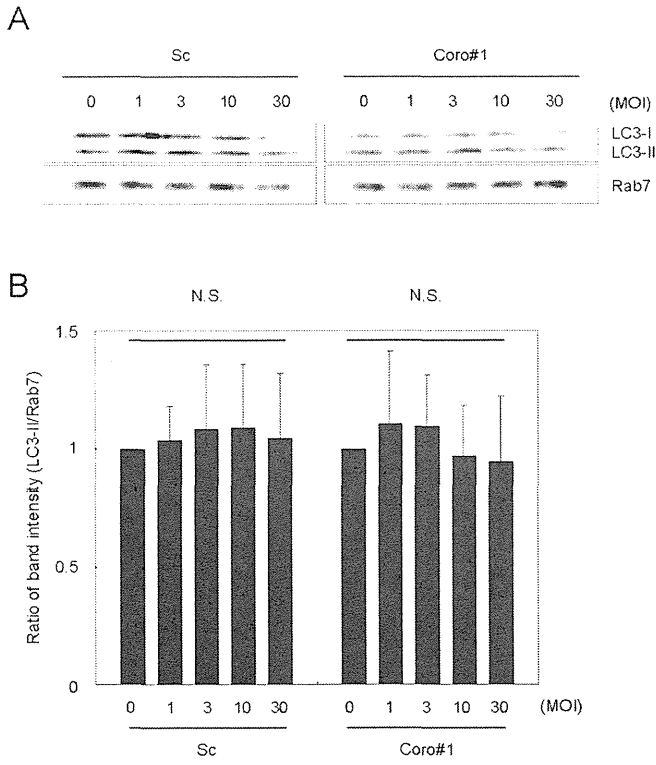 A
Sc Coro#1
0 1 3 10 30 0 1 3 10 30 (MOI)
LC3-I
LC3-II
Rab7
B
N.S. N.S.
Ratio of band intensity (LC3-II/Rab7)
1.5
1
0.5
0
0 1 3 10 30 0 1 3 10 30 (MOI)
Sc Coro#1